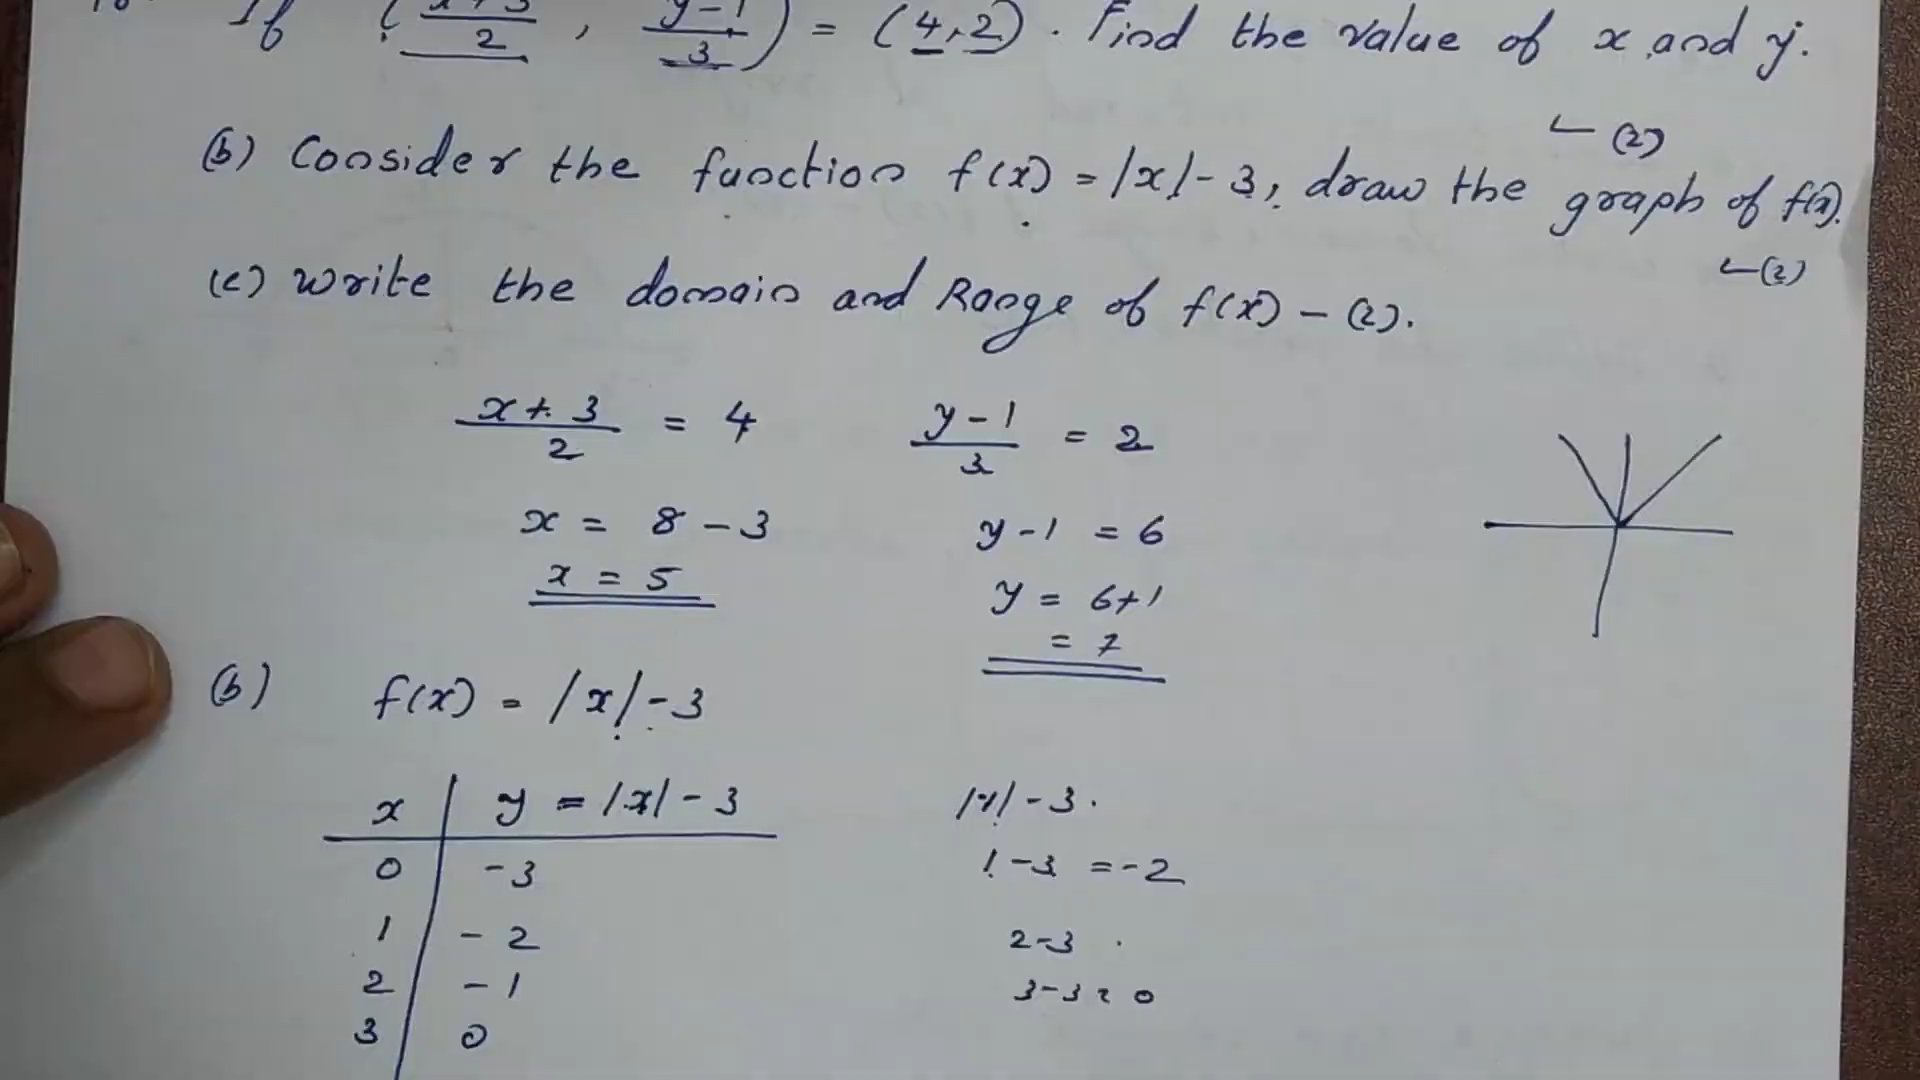 If (x+3/2 , y-1/3) = (4,2). Find the value of x and y.
← (2)
(b) Consider the function f(x) = |x| - 3, draw the graph of f(x).
← (2)
(c) Write the domain and Range of f(x) - (2).
x+3/2 = 4
x = 8 - 3
x = 5
y-1/3 = 2
y-1 = 6
y = 6+1
= 7
(b) f(x) = |x| - 3
x y = |x| - 3
0 -3
1 -2
2 -1
3 0
|1| - 3.
1-3 = -2
2-3
3-3 = 0